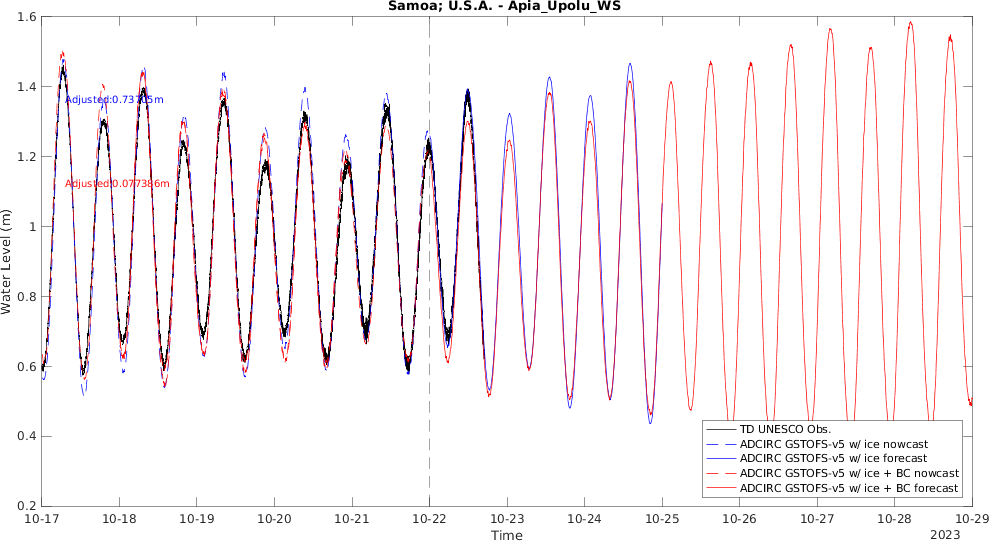 Samoa; U.S.A. - Apia_Upolu_WS
Water Level (m)
1.6
1.4
1.2
1
0.8
0.6
0.4
0.2
Adjusted:0.077386m
TD UNESCO Obs.
ADCIRC GSTOFS-v5 w/ ice nowcast
ADCIRC GSTOFS-v5 w/ ice forecast
ADCIRC GSTOFS-v5 w/ ice + BC nowcast
ADCIRC GSTOFS-v5 w/ ice + BC forecast
10-17 10-18 10-19 10-20 10-21 10-22 10-23 10-24 10-25 10-26 10-27 10-28 10-29
Time
2023